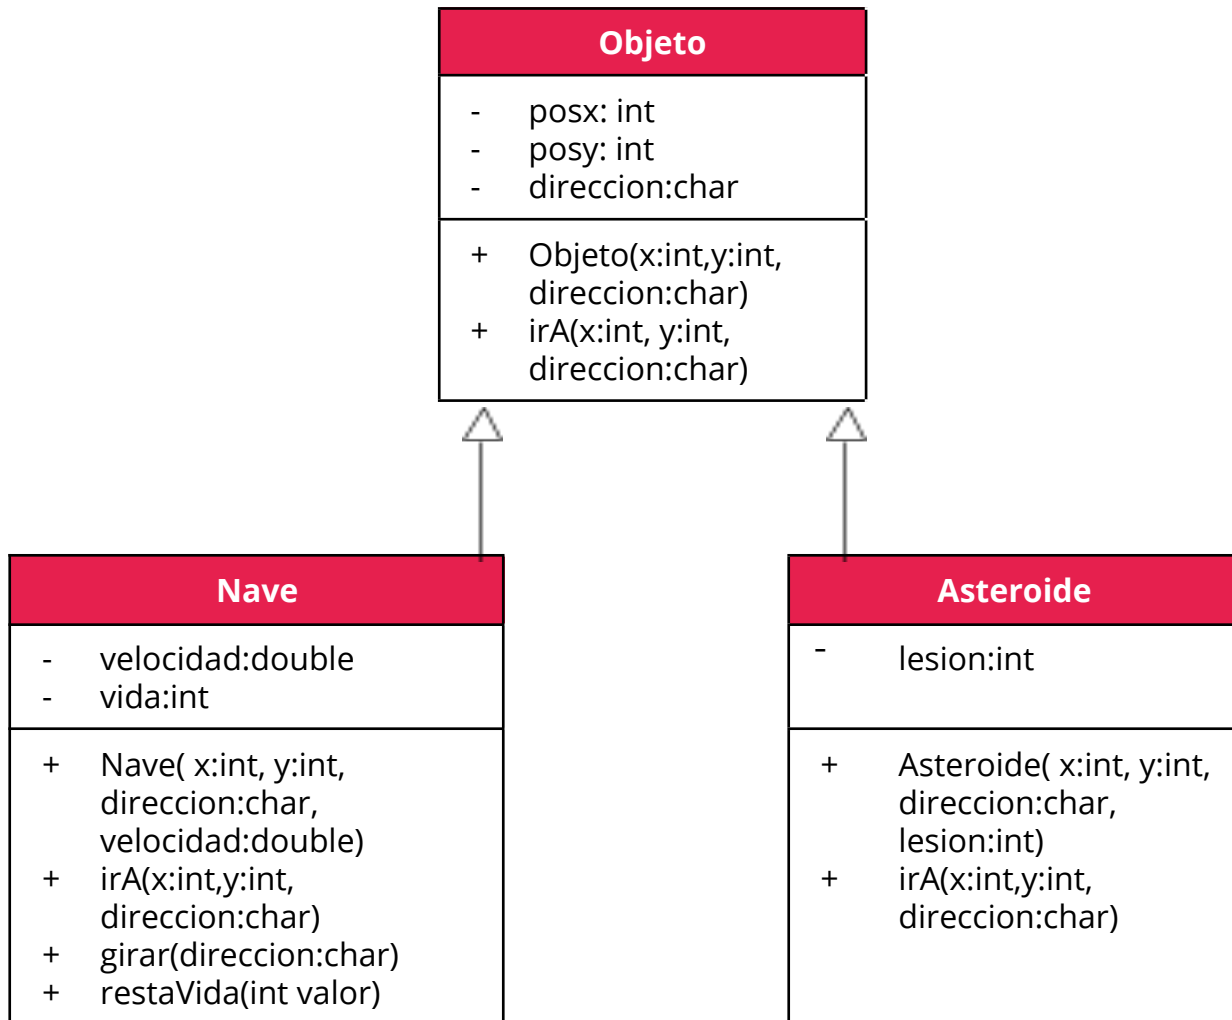 Objeto
- posx: int
- posy: int
- direccion:char
+ Objeto(x:int,y:int,
direccion:char)
+ irA(x:int, y:int,
direccion:char)
Nave
- velocidad:double
- vida:int
+ Nave( x:int, y:int,
direccion:char,
velocidad:double)
+ irA(x:int,y:int,
direccion:char)
+ girar(direccion:char)
+ restaVida(int valor)
Asteroide
- lesion:int
+ Asteroide( x:int, y:int,
direccion:char,
lesion:int)
+ irA(x:int,y:int,
direccion:char)